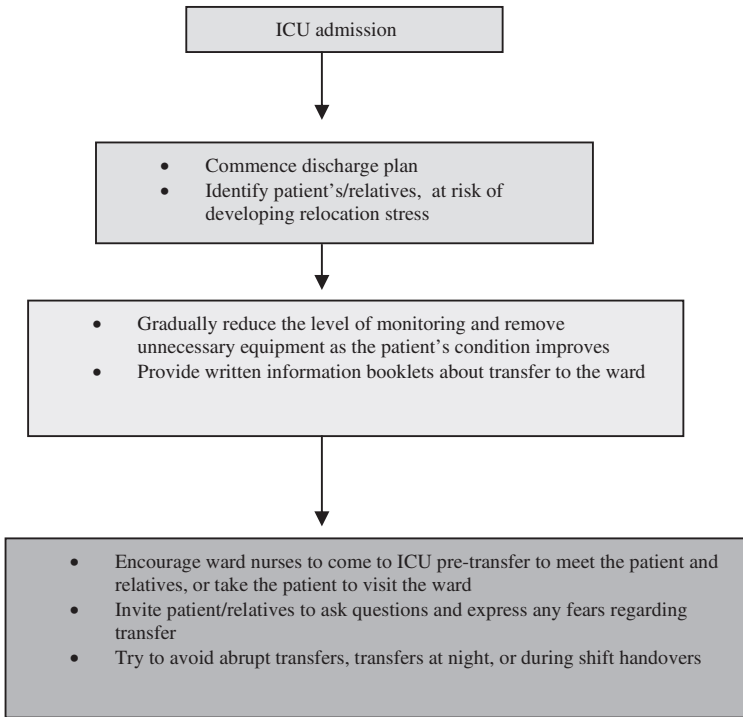 ICU admission
• Commence discharge plan
• Identify patient's/relatives, at risk of
developing relocation stress
• Gradually reduce the level of monitoring and remove
unnecessary equipment as the patient's condition improves
• Provide written information booklets about transfer to the ward
• Encourage ward nurses to come to ICU pre-transfer to meet the patient and
relatives, or take the patient to visit the ward
• Invite patient/relatives to ask questions and express any fears regarding
transfer
• Try to avoid abrupt transfers, transfers at night, or during shift handovers